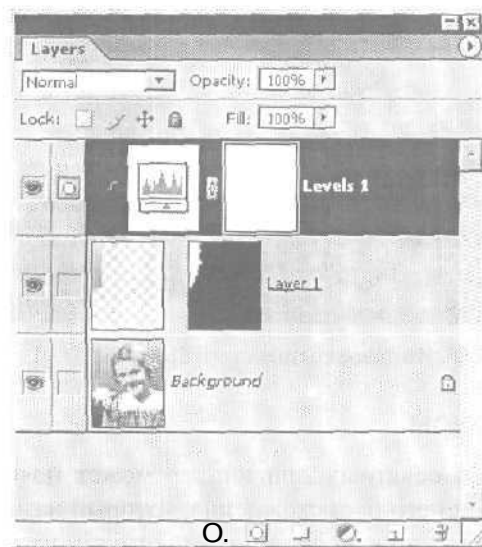 Layers
Normal Opacity: 100%
Lock: Fill: 100%
Levels 1
Layer 1
Background
O.